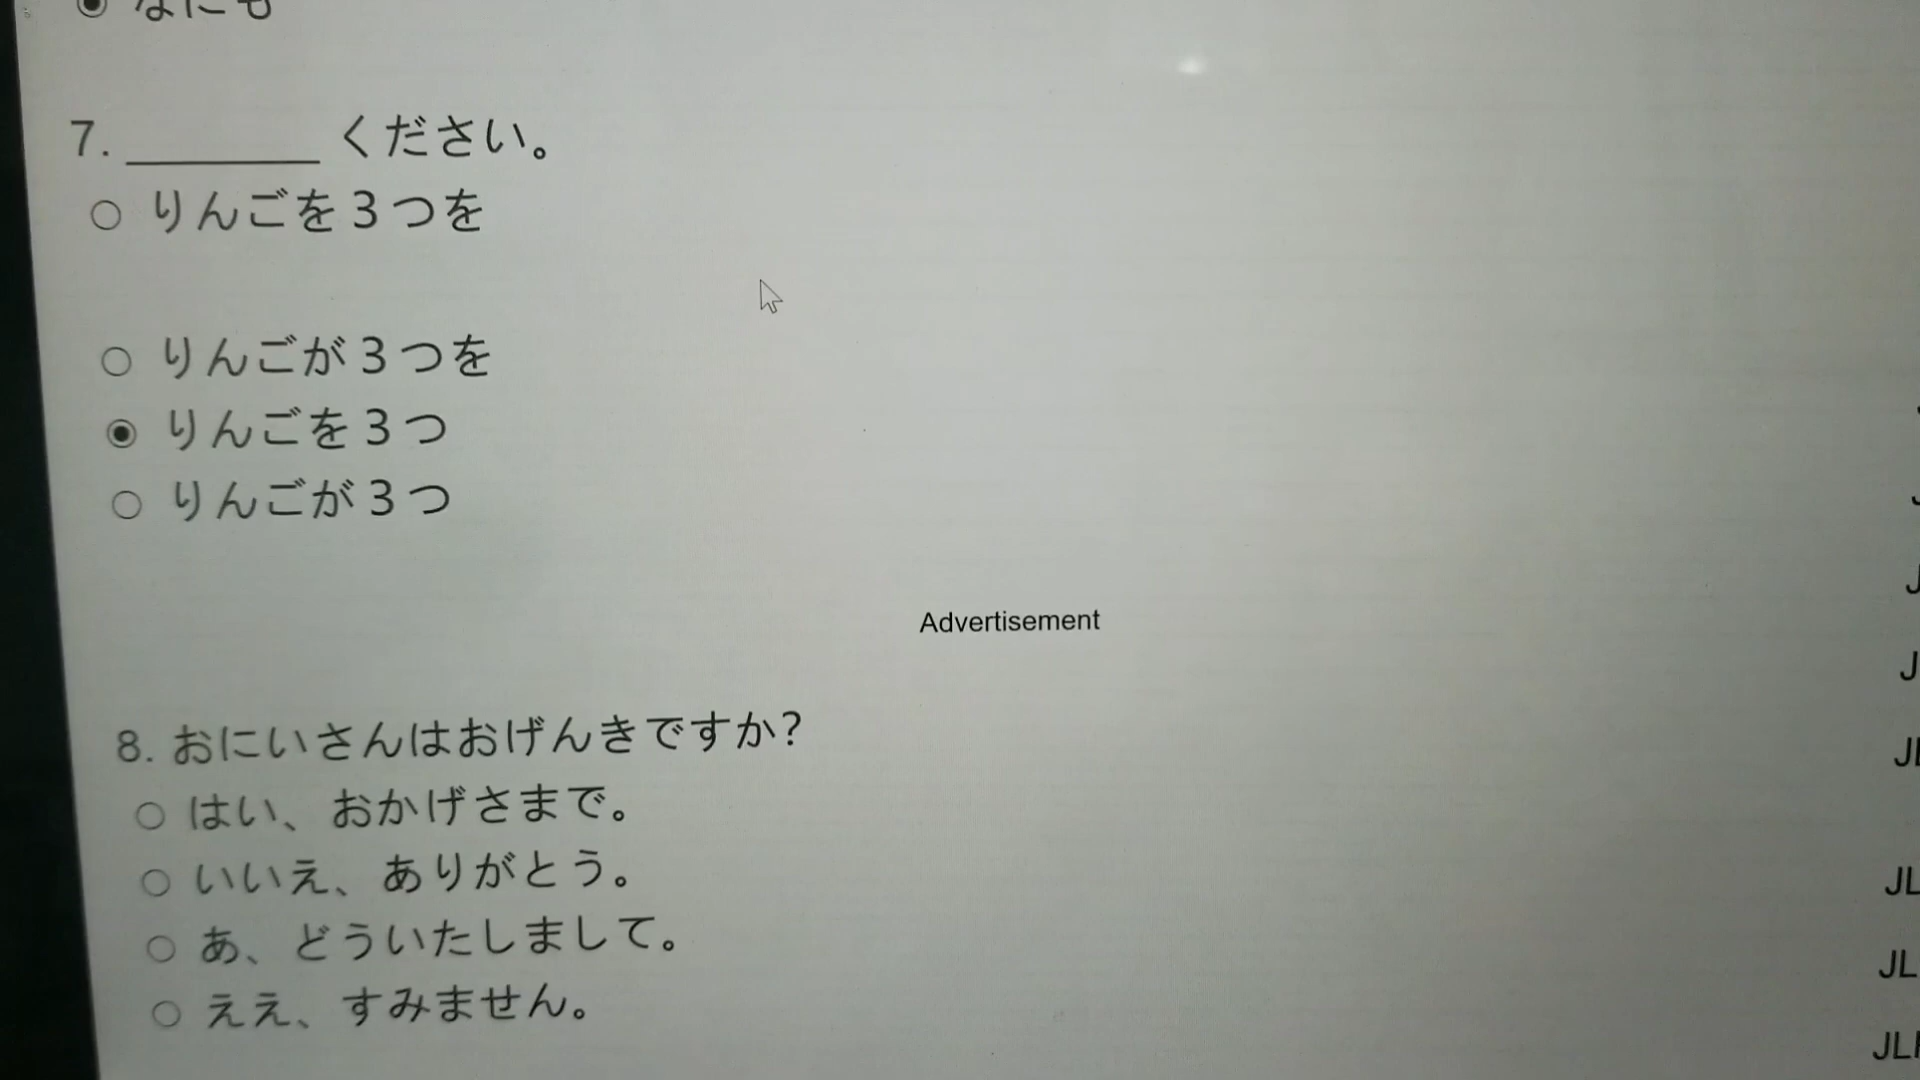 なにも
7. ________ ください。
○ りんごを３つを
○ りんごが３つを
◉ りんごを３つ
○ りんごが３つ
Advertisement
8. おにいさんはおげんきですか?
○ はい、おかげさまで。
○ いいえ、ありがとう。
○ あ、どういたしまして。
○ ええ、すみません。